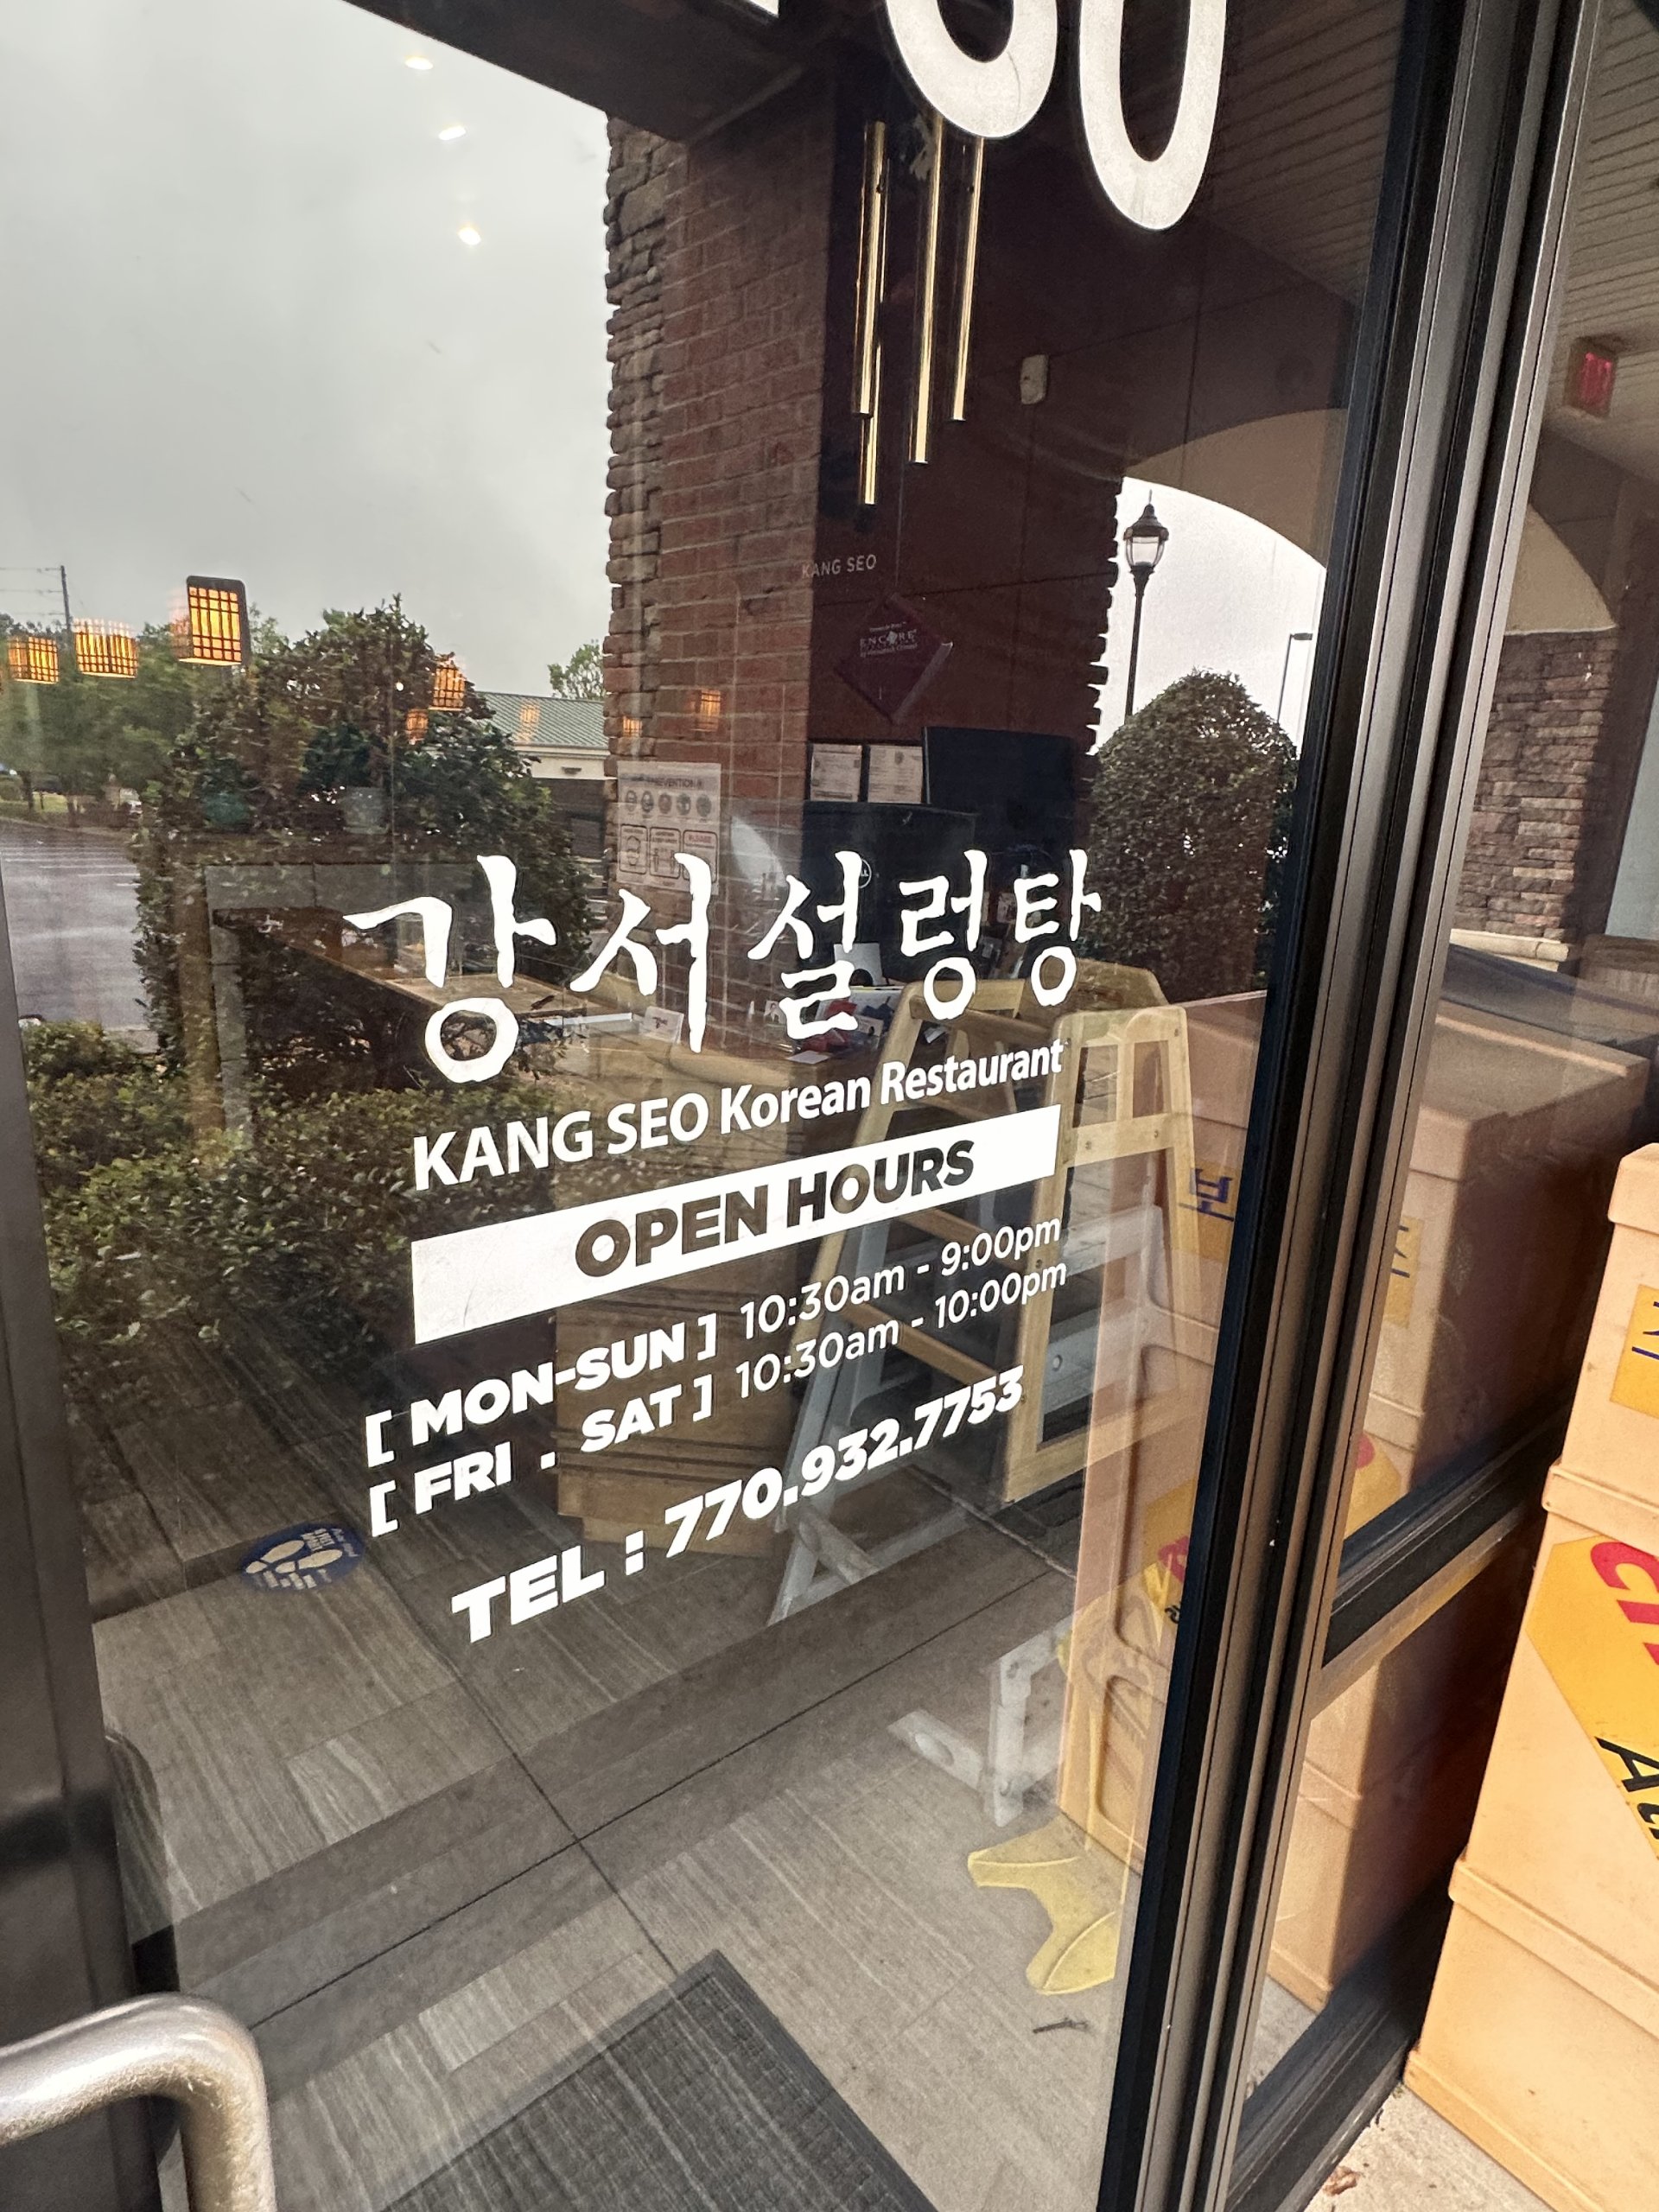 KANG SEO
ENCORE
강서설렁탕
KANG SEO Korean Restaurant
OPEN HOURS
[ MON-SUN ] 10:30am - 9:00pm
[ FRI . SAT ] 10:30am - 10:00pm
TEL : 770.932.7753